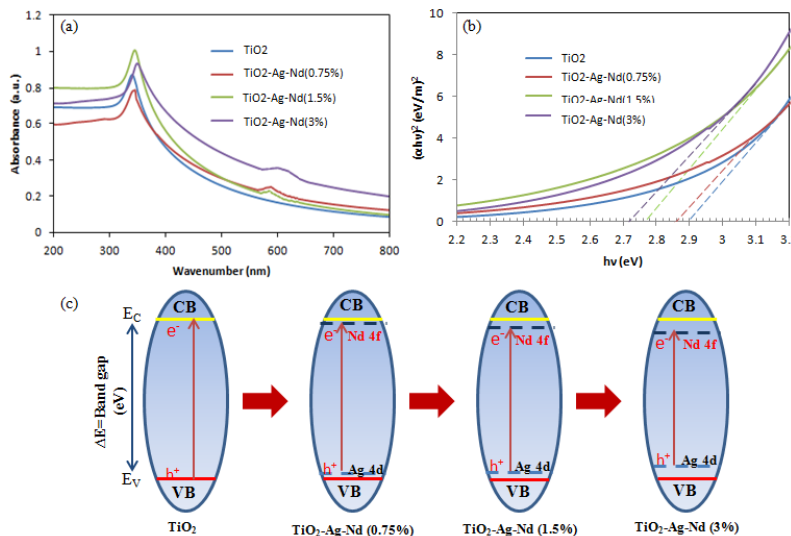 (a)
1.2
1
0.8
0.6
0.4
0.2
0
Absorbance (a.u.)
TiO2
TiO2-Ag-Nd(0.75%)
TiO2-Ag-Nd(1.5%)
TiO2-Ag-Nd(3%)
200 300 400 500 600 700 800
Wavenumber (nm)
(b)
10
8
6
4
2
0
(αhυ)² (eV/m)²
TiO2
TiO2-Ag-Nd(0.75%)
TiO2-Ag-Nd(1.5%)
TiO2-Ag-Nd(3%)
2.2 2.3 2.4 2.5 2.6 2.7 2.8 2.9 3 3.1 3.
hν (eV)
(c)
E_C
ΔE=Band gap
(eV)
E_V
CB
e⁻
h⁺
VB
TiO₂
CB
e⁻ Nd 4f
h⁺ Ag 4d
VB
TiO₂-Ag-Nd (0.75%)
CB
e⁻ Nd 4f
h⁺ Ag 4d
VB
TiO₂-Ag-Nd (1.5%)
CB
e⁻ Nd 4f
h⁺ Ag 4d
VB
TiO₂-Ag-Nd (3%)